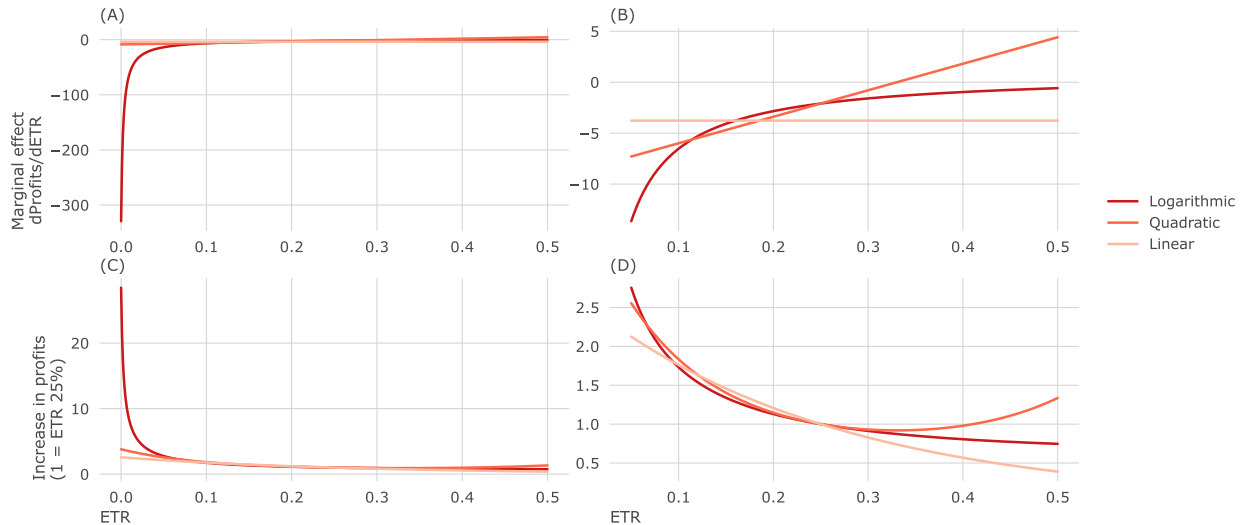 (A)
(B)
Marginal effect
dProfits/dETR
0
−100
−200
−300
0.0
0.1
0.2
0.3
0.4
0.5
5
0
−5
−10
0.1
0.2
0.3
0.4
0.5
Logarithmic
Quadratic
Linear
(C)
(D)
Increase in profits
(1 = ETR 25%)
20
10
0
0.0
0.1
0.2
0.3
0.4
0.5
ETR
2.5
2.0
1.5
1.0
0.5
0.1
0.2
0.3
0.4
0.5
ETR